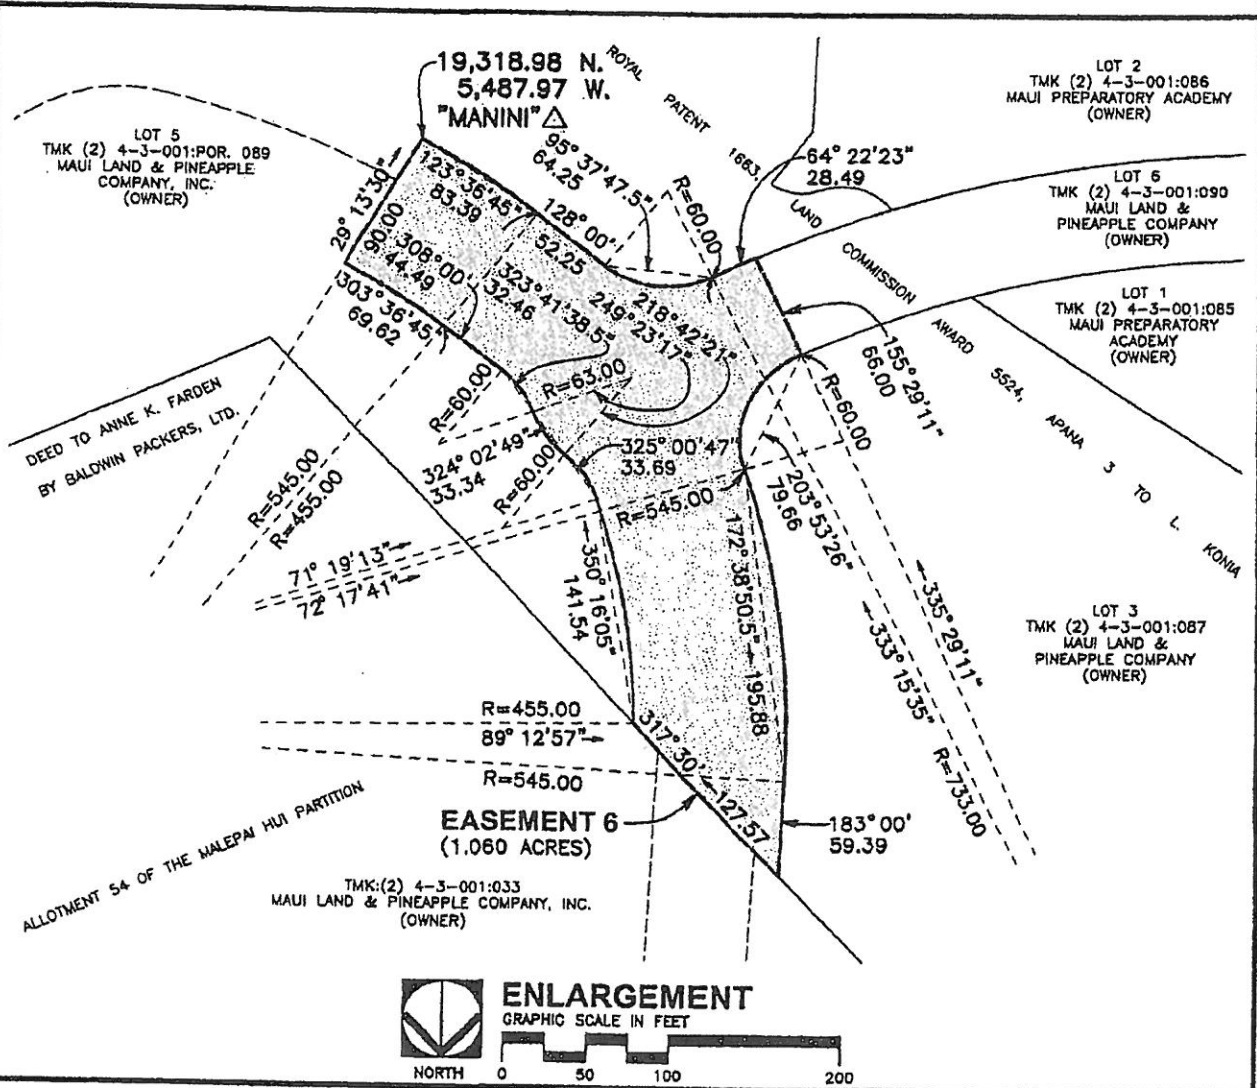 19,318.98 N.
5,487.97 W.
"MANINI"
ROYAL PATENT 1663, LAND COMMISSION AWARD 5524, APANA 3 TO L. KONIA
LOT 2
TMK (2) 4-3-001:086
MAUI PREPARATORY ACADEMY
(OWNER)
LOT 5
TMK (2) 4-3-001:POR. 089
MAUI LAND & PINEAPPLE
COMPANY, INC.
(OWNER)
LOT 6
TMK (2) 4-3-001:090
MAUI LAND &
PINEAPPLE COMPANY
(OWNER)
LOT 1
TMK (2) 4-3-001:085
MAUI PREPARATORY
ACADEMY
(OWNER)
LOT 3
TMK (2) 4-3-001:087
MAUI LAND &
PINEAPPLE COMPANY
(OWNER)
29° 13'30"
90.00
123° 36'45"
83.39
95° 37'47.5"
64.25
128° 00'
52.25
R=60.00
64° 22'23"
28.49
308° 00'
44.49
303° 36'45"
69.62
323° 41'38.5"
32.46
249° 23'17"
218° 42'21"
R=63.00
R=60.00
324° 02'49"
33.34
R=60.00
325° 00'47"
33.69
R=545.00
155° 29'11"
66.00
R=60.00
203° 53'26"
79.66
DEED TO ANNE K. FARDEN
BY BALDWIN PACKERS, LTD.
R=545.00
R=455.00
71° 19'13"
72° 17'41"
350° 16'05"
141.54
172° 38'50.5"
195.88
335° 29'11"
333° 15'35"
R=733.00
R=455.00
89° 12'57"
R=545.00
317° 30'
127.57
183° 00'
59.39
EASEMENT 6
(1.060 ACRES)
ALLOTMENT 54 OF THE MALEPAI HUI PARTITION
TMK:(2) 4-3-001:033
MAUI LAND & PINEAPPLE COMPANY, INC.
(OWNER)
ENLARGEMENT
GRAPHIC SCALE IN FEET
NORTH
0 50 100 200